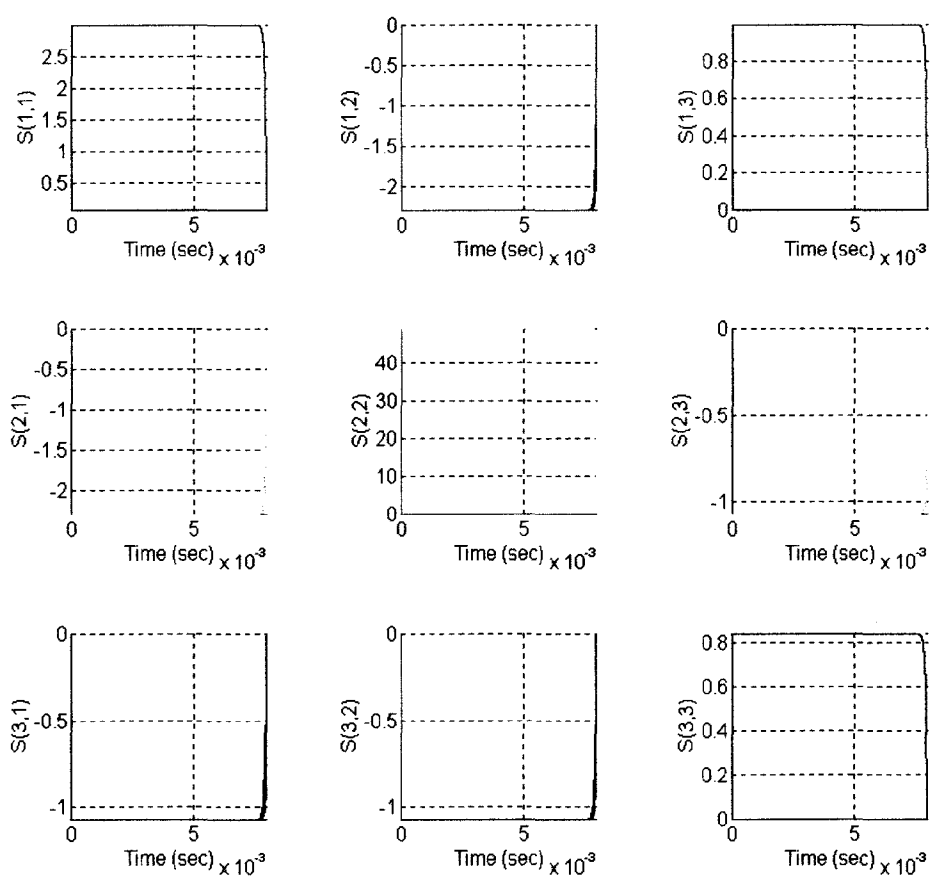 S(1,1)
2.5
2
1.5
1
0.5
0
5
Time (sec)
x 10-3
S(1,2)
0
-0.5
-1
-1.5
-2
0
5
Time (sec)
x 10-3
S(1,3)
0.8
0.6
0.4
0.2
0
0
5
Time (sec)
x 10-3
S(2,1)
0
-0.5
-1
-1.5
-2
0
5
Time (sec)
x 10-3
S(2,2)
40
30
20
10
0
0
5
Time (sec)
x 10-3
S(2,3)
0
-0.5
-1
0
5
Time (sec)
x 10-3
S(3,1)
0
-0.5
-1
0
5
Time (sec)
x 10-3
S(3,2)
0
-0.5
-1
0
5
Time (sec)
x 10-3
S(3,3)
0.8
0.6
0.4
0.2
0
0
5
Time (sec)
x 10-3